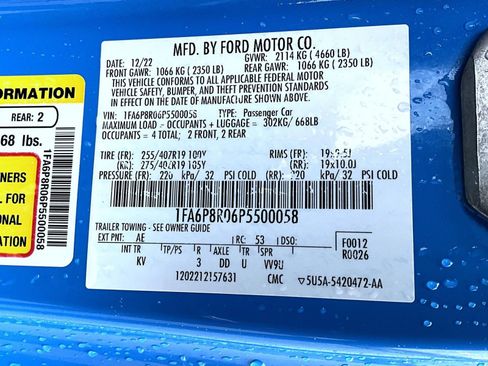 MFD. BY FORD MOTOR CO.
12/22 GVWR: 2114 KG ( 4660 LB)
FRONT GAWR: 1066 KG ( 2350 LB) REAR GAWR: 1066 KG ( 2350 LB)
THIS VEHICLE CONFORMS TO ALL APPLICABLE FEDERAL MOTOR
VEHICLE SAFETY, BUMPER, AND THEFT PREVENTION STANDARDS IN
EFFECT ON THE DATE OF MANUFACTURE SHOWN ABOVE.
VIN: 1FA6P8R06P5500058 TYPE: Passenger Car
MAXIMUM LOAD- OCCUPANTS + LUGGAGE = 302KG/ 668LB
OCCUPANTS = 4 TOTAL; 2 FRONT, 2 REAR
TIRE (FR): 255/40ZR19 100Y RIMS (FR): 19x9.5J
(RR): 275/40ZR19 105Y (RR): 19x10.0J
PRESSURE (FR): 220 kPa/ 32 PSI COLD (RR): 220 kPa/ 32 PSI COLD
1FA6P8R06P5500058
TRAILER TOWING - SEE OWNER GUIDE
EXT PNT: AE RC: 53 DSO: F0012
INT TR TP/PS R AXLE TR SPR R0026
KV 3 DD U VV9U
1202212157631 CMC 5U5A-5420472-AA
ORMATION
REAR: 2
68 lbs.
NERS
FUL
ONAL
N
1FA6P8R06P5500058